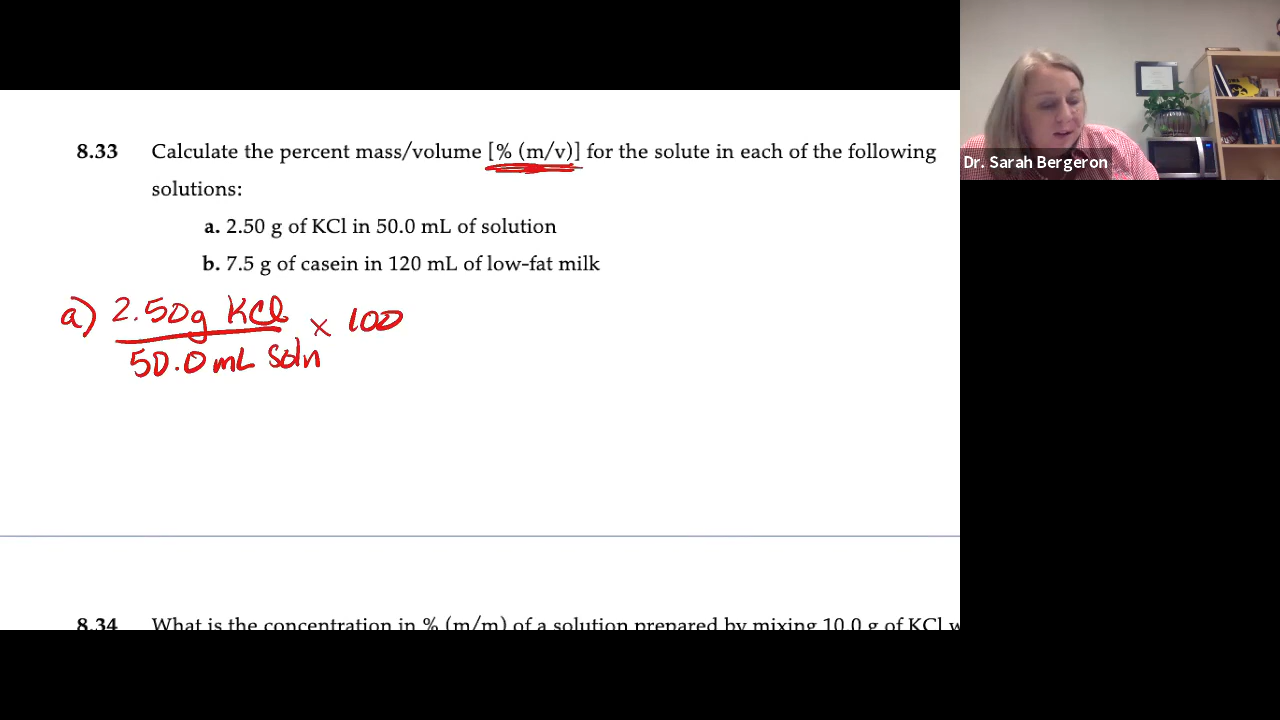 8.33 Calculate the percent mass/volume [% (m/v)] for the solute in each of the following
solutions:
a. 2.50 g of KCl in 50.0 mL of solution
b. 7.5 g of casein in 120 mL of low-fat milk
a) 2.50g KCl × 100
50.0 mL Soln
8.34 What is the concentration in % (m/m) of a solution prepared by mixing 10.0 g of KCl
Dr. Sarah Bergeron